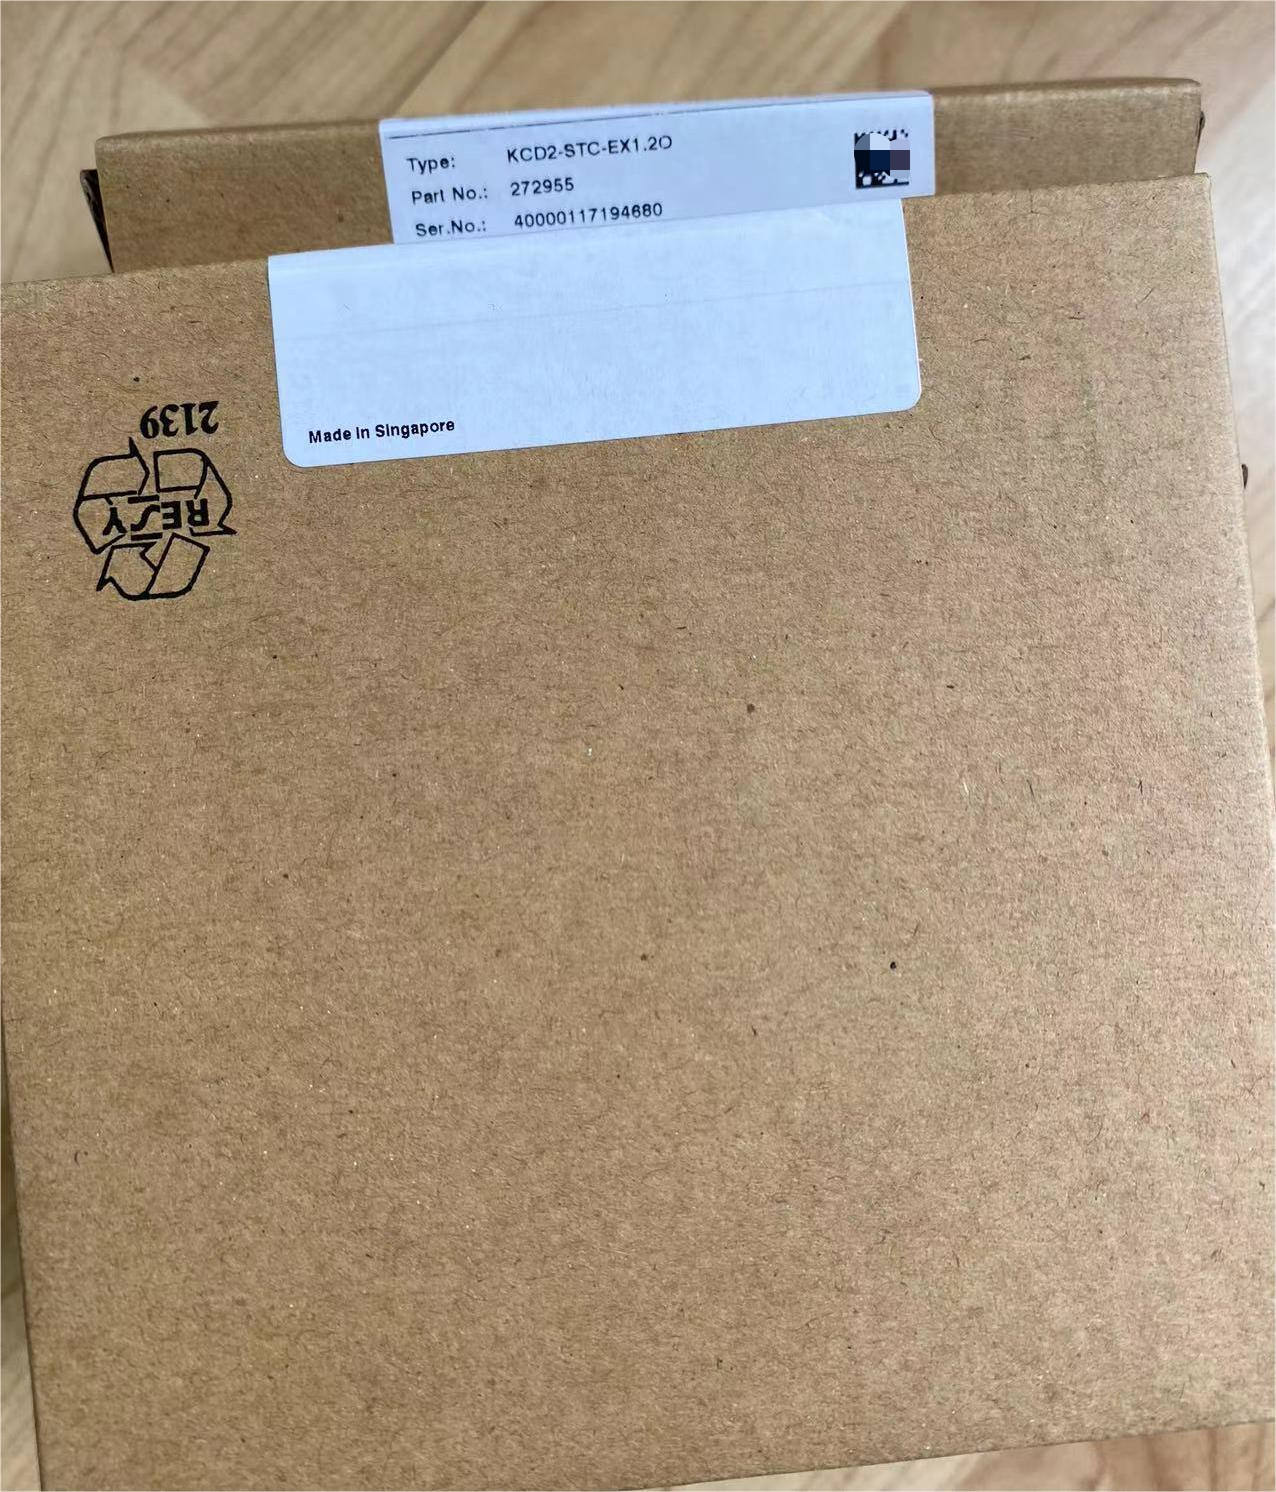 Type: KCD2-STC-EX1.2O
Part No.: 272955
Ser.No.: 40000117194680
Made in Singapore
2139
RESY